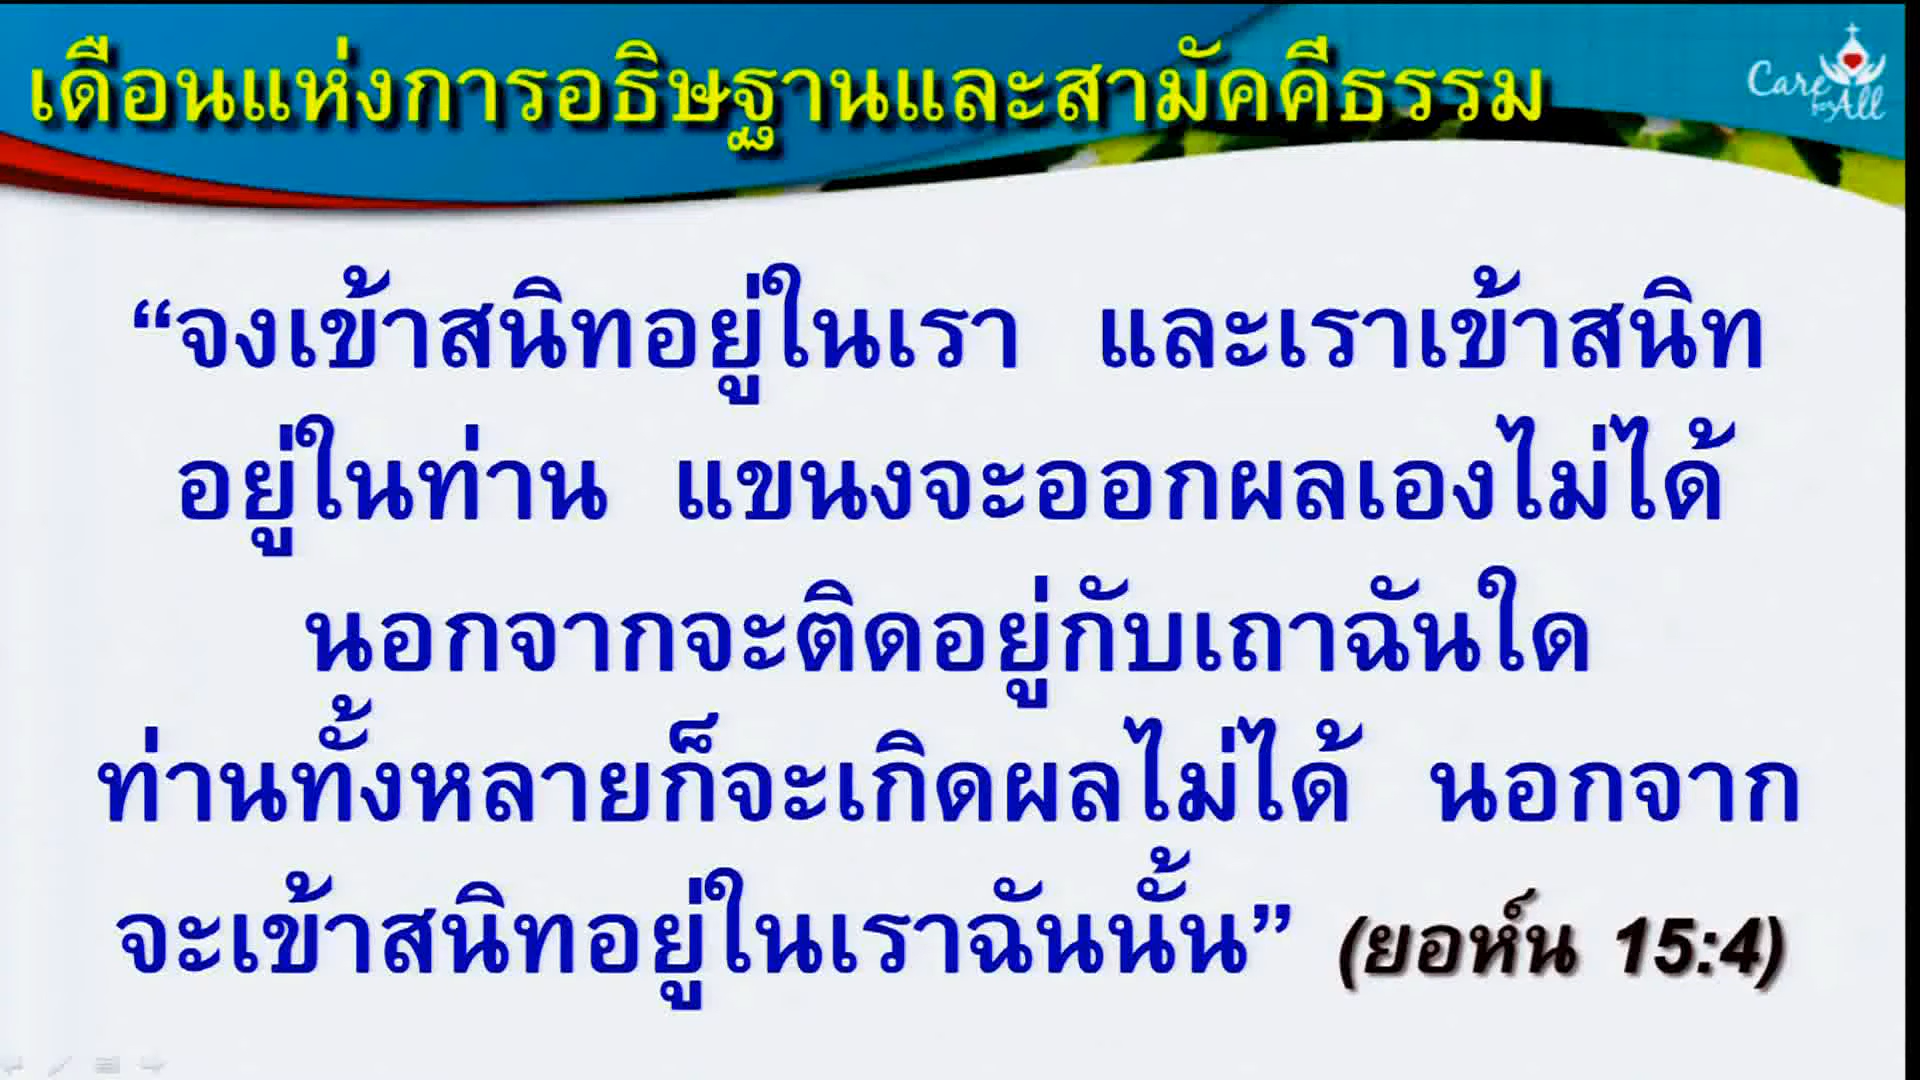 เดือนแห่งการอธิษฐานและสามัคคีธรรม
Care
for All
“จงเข้าสนิทอยู่ในเรา และเราเข้าสนิท
อยู่ในท่าน แขนงจะออกผลเองไม่ได้
นอกจากจะติดอยู่กับเถาฉันใด
ท่านทั้งหลายก็จะเกิดผลไม่ได้ นอกจาก
จะเข้าสนิทอยู่ในเราฉันนั้น” (ยอห์น 15:4)